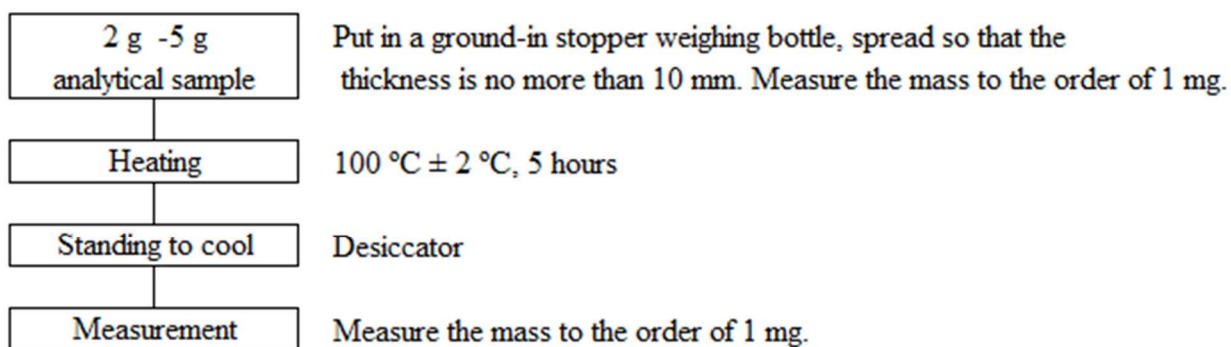 2 g -5 g
analytical sample
Put in a ground-in stopper weighing bottle, spread so that the
thickness is no more than 10 mm. Measure the mass to the order of 1 mg.
Heating
100 °C ± 2 °C, 5 hours
Standing to cool
Desiccator
Measurement
Measure the mass to the order of 1 mg.